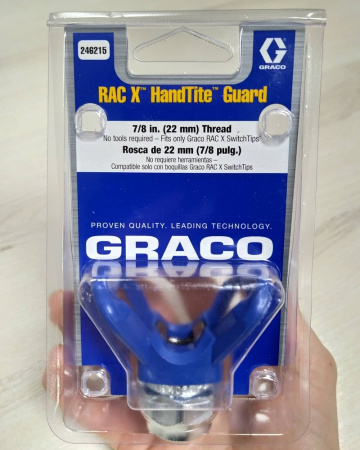 246215
GRACO
RAC X™ HandTite™ Guard
7/8 in. (22 mm) Thread
No tools required – Fits only Graco RAC X SwitchTips
Rosca de 22 mm (7/8 pulg.)
No requiere herramientas –
Compatible solo con boquillas Graco RAC X SwitchTips
PROVEN QUALITY. LEADING TECHNOLOGY.
GRACO